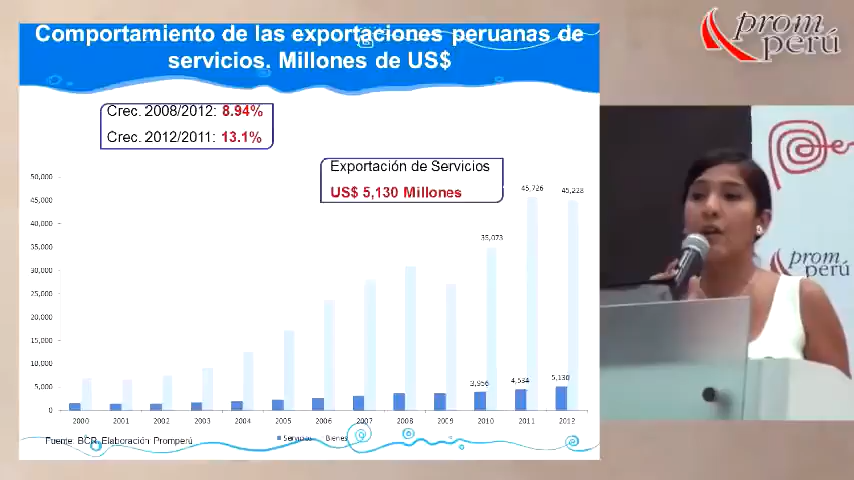 Comportamiento de las exportaciones peruanas de
servicios. Millones de US$
prom
perú
Crec. 2008/2012: 8.94%
Crec. 2012/2011: 13.1%
Exportación de Servicios
US$ 5,130 Millones
50,000
45,000
40,000
35,000
30,000
25,000
20,000
15,000
10,000
5,000
0
35,073
45,726
45,228
3,956
4,534
5,130
2000 2001 2002 2003 2004 2005 2006 2007 2008 2009 2010 2011 2012
Servicios Bienes
Fuente: BCR. Elaboración: Promperú
prom
perú